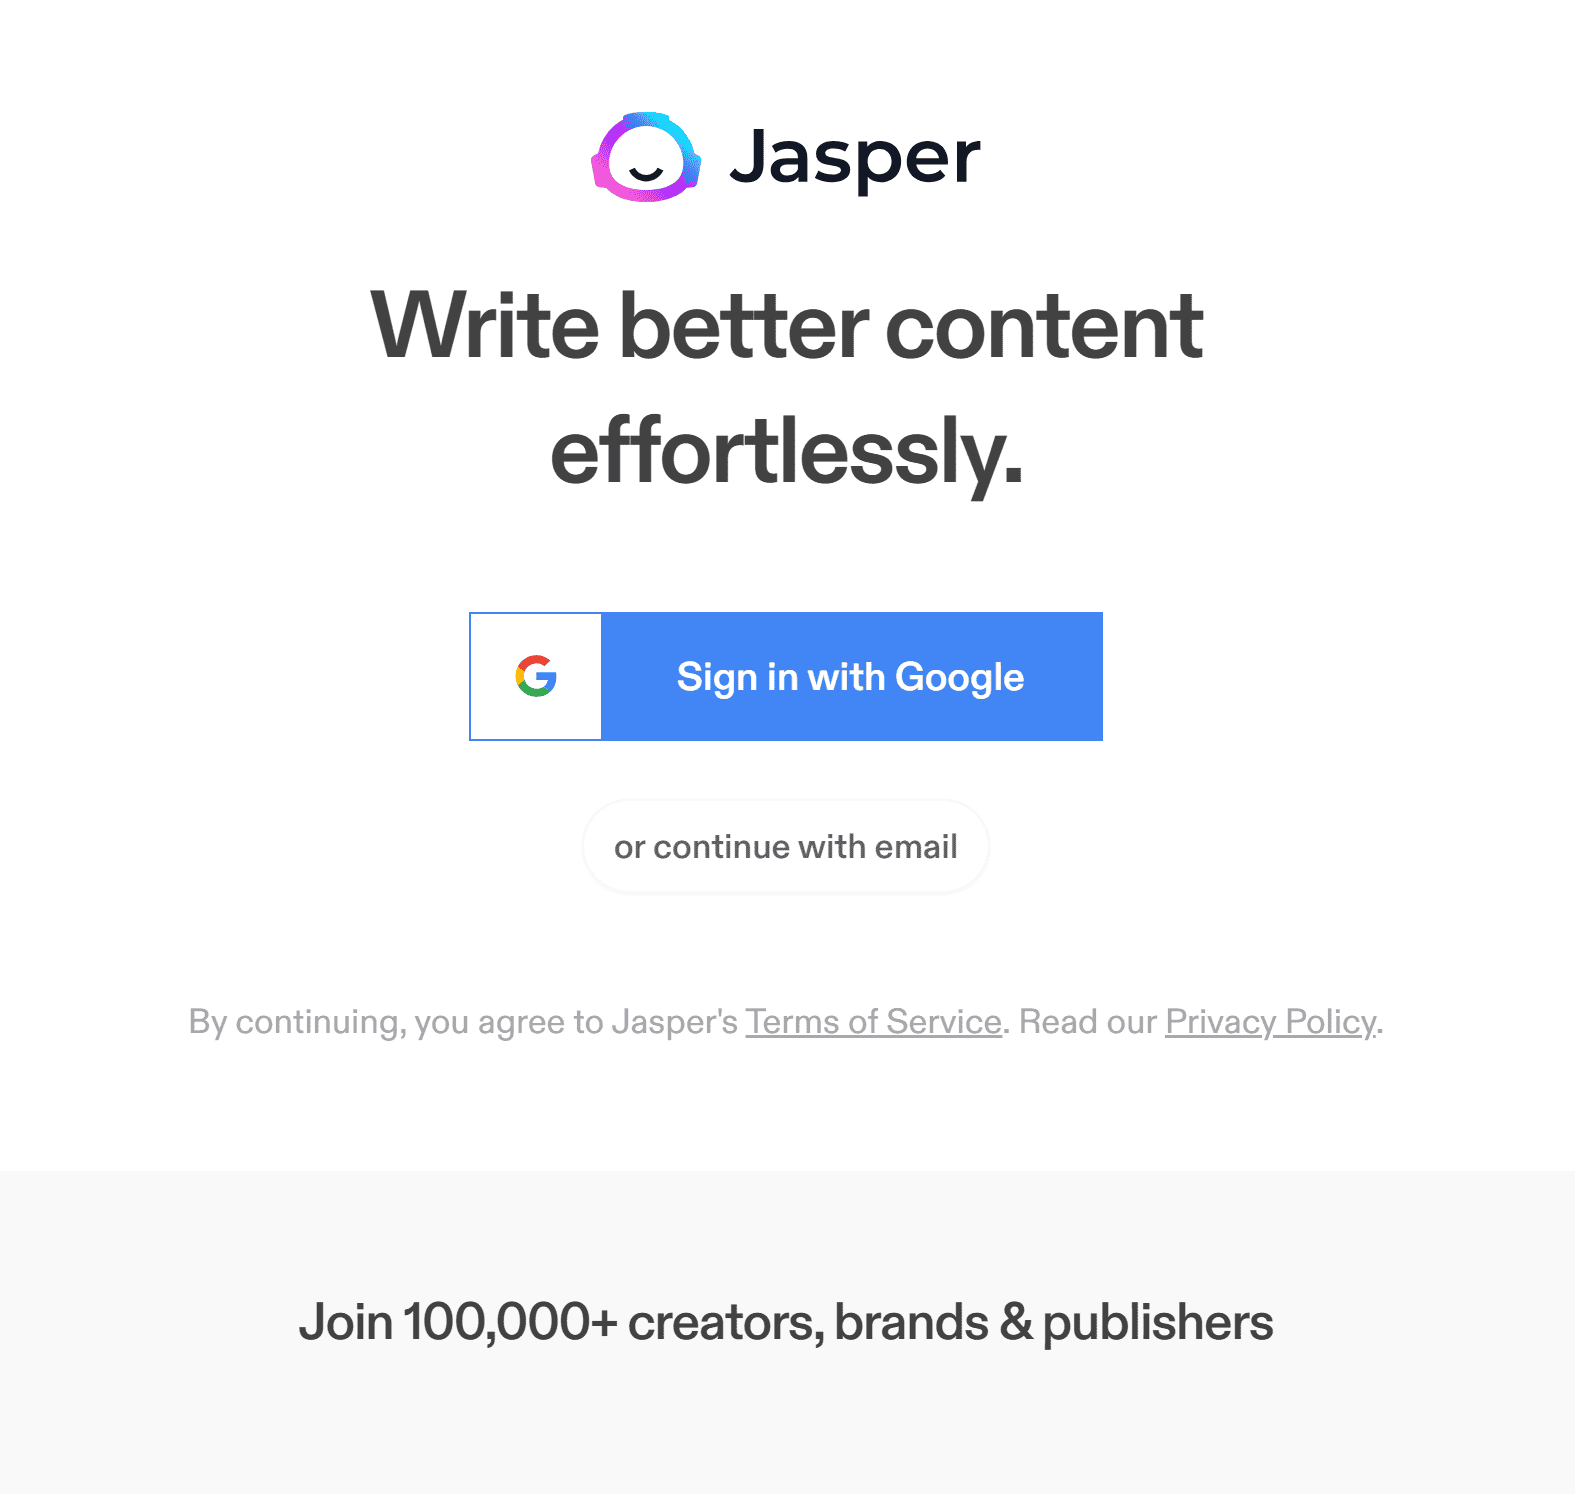 Jasper
Write better content
effortlessly.
Sign in with Google
or continue with email
By continuing, you agree to Jasper's Terms of Service. Read our Privacy Policy.
Join 100,000+ creators, brands & publishers